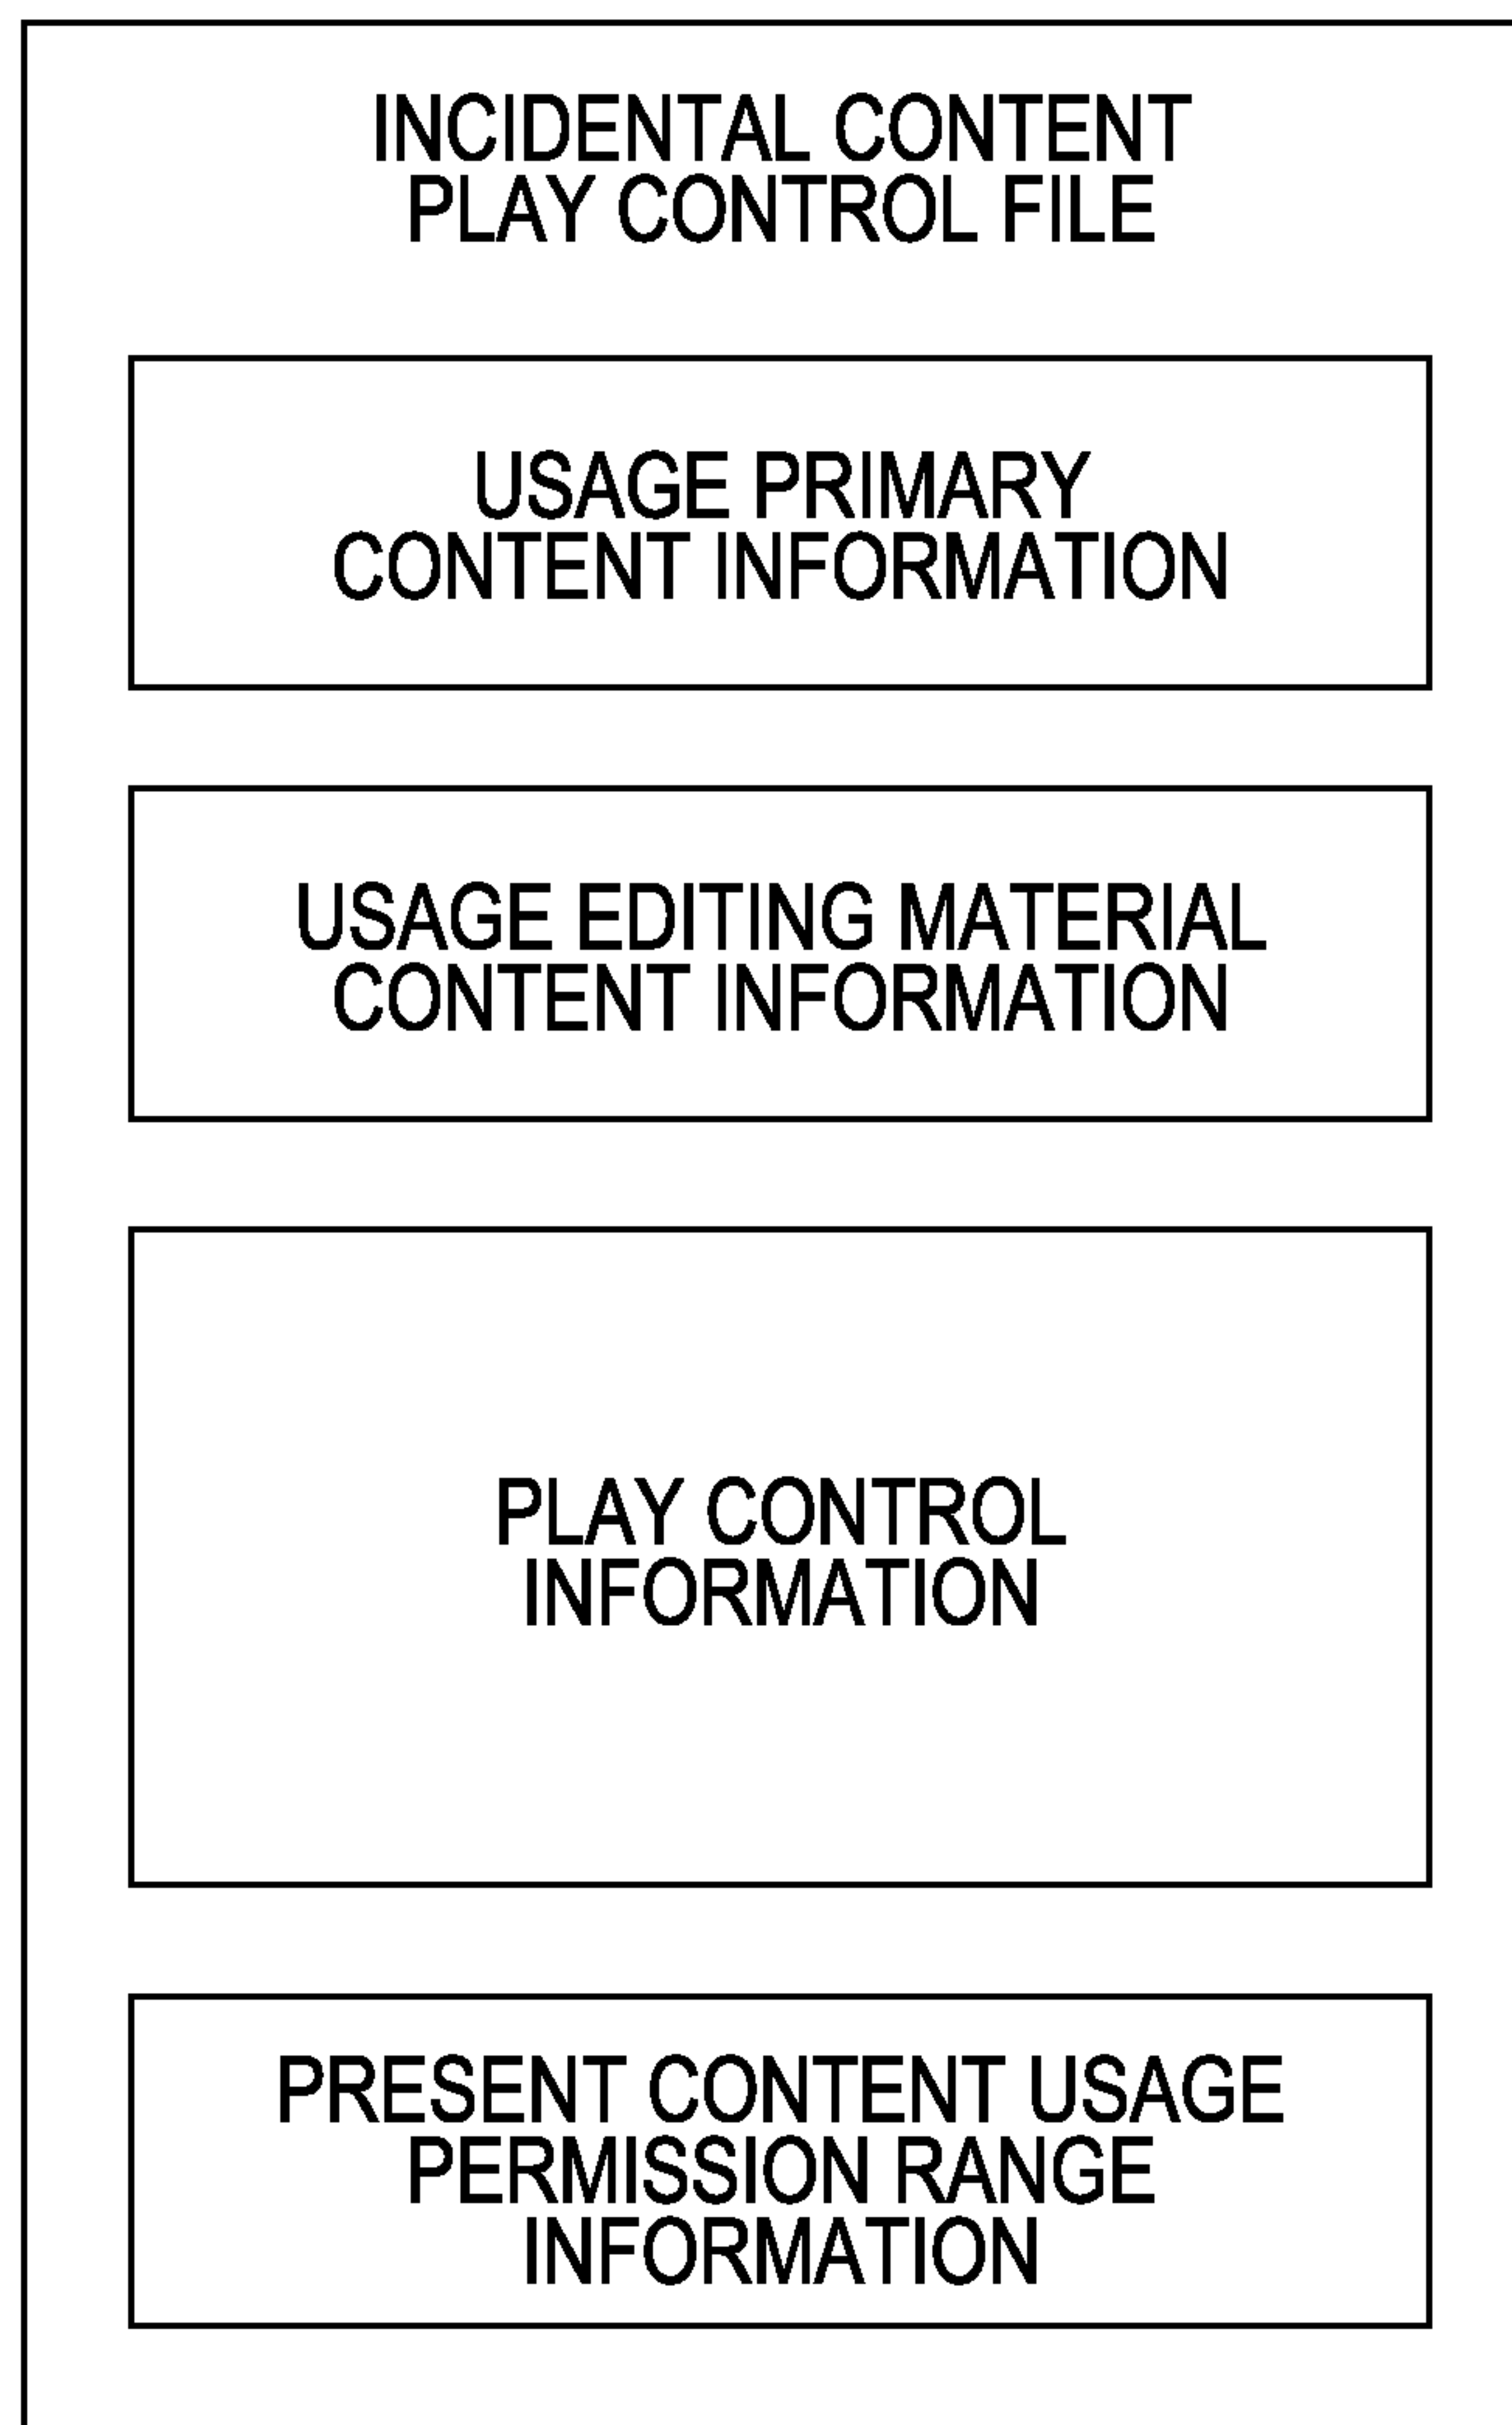 INCIDENTAL CONTENT
PLAY CONTROL FILE
USAGE PRIMARY
CONTENT INFORMATION
USAGE EDITING MATERIAL
CONTENT INFORMATION
PLAY CONTROL
INFORMATION
PRESENT CONTENT USAGE
PERMISSION RANGE
INFORMATION